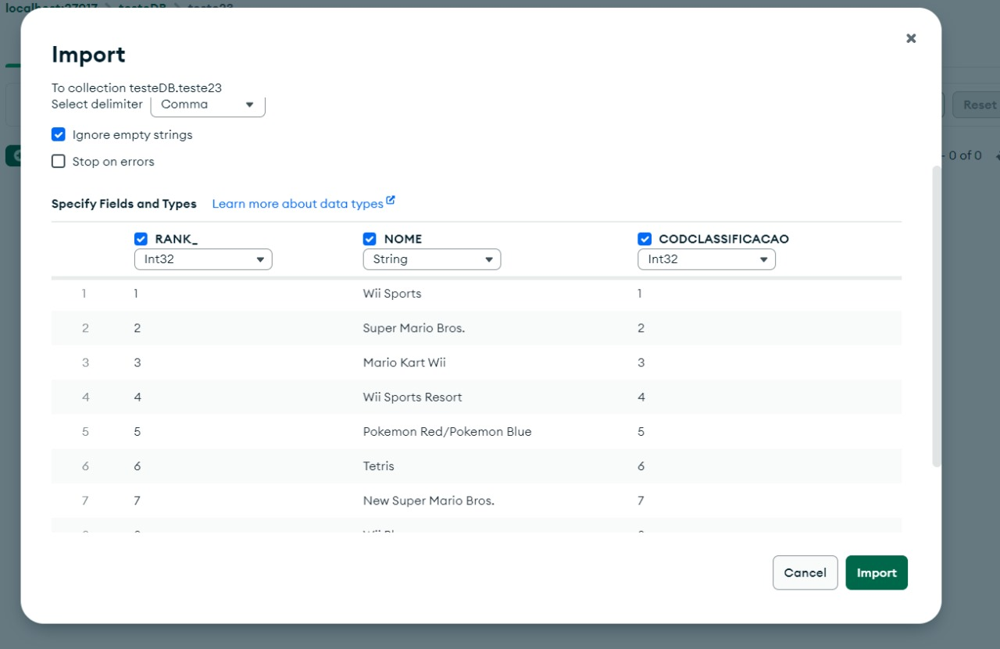 localhost:27017 > testeDB > teste23
Import
To collection testeDB.teste23
Select delimiter Comma
Ignore empty strings
Stop on errors
Reset
0 of 0
Specify Fields and Types Learn more about data types
RANK_ NOME CODCLASSIFICACAO
Int32 String Int32
1 1 Wii Sports 1
2 2 Super Mario Bros. 2
3 3 Mario Kart Wii 3
4 4 Wii Sports Resort 4
5 5 Pokemon Red/Pokemon Blue 5
6 6 Tetris 6
7 7 New Super Mario Bros. 7
Cancel Import